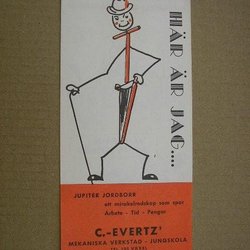 HÄR ÄR JAG....
JUPITER JORDBORR
ett mirakelredskap som spar
Arbete - Tid - Pengar
C.-EVERTZ'
MEKANISKA VERKSTAD - JUNGSKOLA